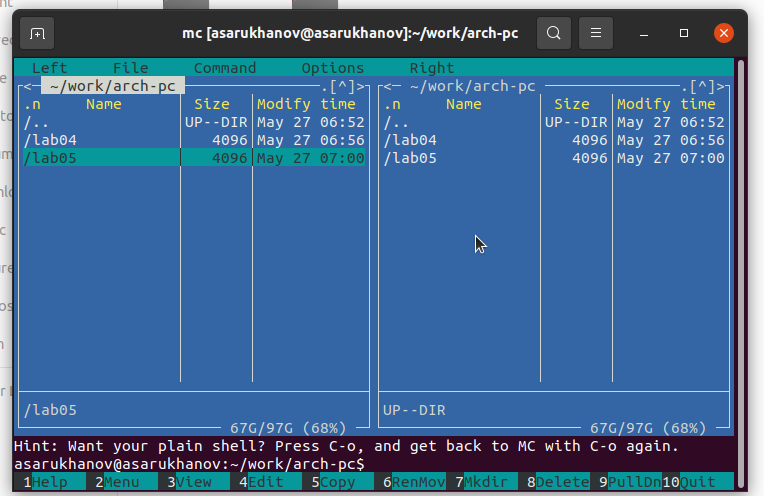 mc [asarukhanov@asarukhanov]:~/work/arch-pc
Left File Command Options Right
<─ ~/work/arch-pc .[^]> <─ ~/work/arch-pc .[^]>
.n Name Size Modify time .n Name Size Modify time
/.. UP--DIR May 27 06:52 /.. UP--DIR May 27 06:52
/lab04 4096 May 27 06:56 /lab04 4096 May 27 06:56
/lab05 4096 May 27 07:00 /lab05 4096 May 27 07:00
/lab05 UP--DIR
67G/97G (68%) 67G/97G (68%)
Hint: Want your plain shell? Press C-o, and get back to MC with C-o again.
asarukhanov@asarukhanov:~/work/arch-pc$
1Help 2Menu 3View 4Edit 5Copy 6RenMov 7Mkdir 8Delete 9PullDn 10Quit